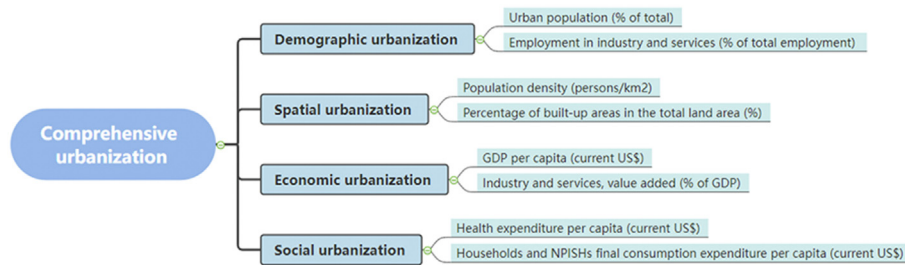 Comprehensive
urbanization
Demographic urbanization
Urban population (% of total)
Employment in industry and services (% of total employment)
Spatial urbanization
Population density (persons/km2)
Percentage of built-up areas in the total land area (%)
Economic urbanization
GDP per capita (current US$)
Industry and services, value added (% of GDP)
Social urbanization
Health expenditure per capita (current US$)
Households and NPISHs final consumption expenditure per capita (current US$)